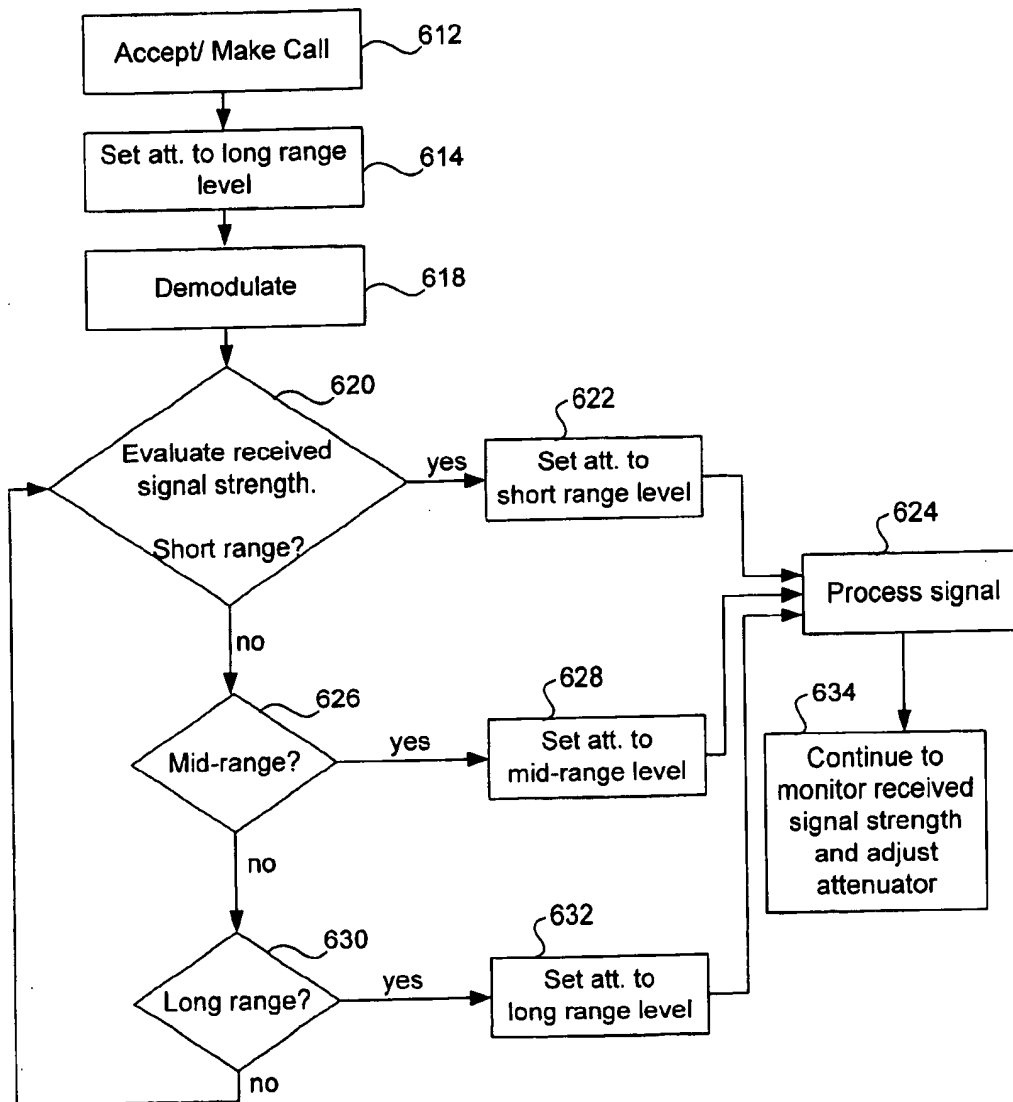 Accept/ Make Call
612
Set att. to long range
level
614
Demodulate
618
620
Evaluate received
signal strength.
Short range?
yes
622
Set att. to
short range level
624
Process signal
no
626
Mid-range?
yes
628
Set att. to
mid-range level
634
Continue to
monitor received
signal strength
and adjust
attenuator
no
630
Long range?
yes
632
Set att. to
long range level
no